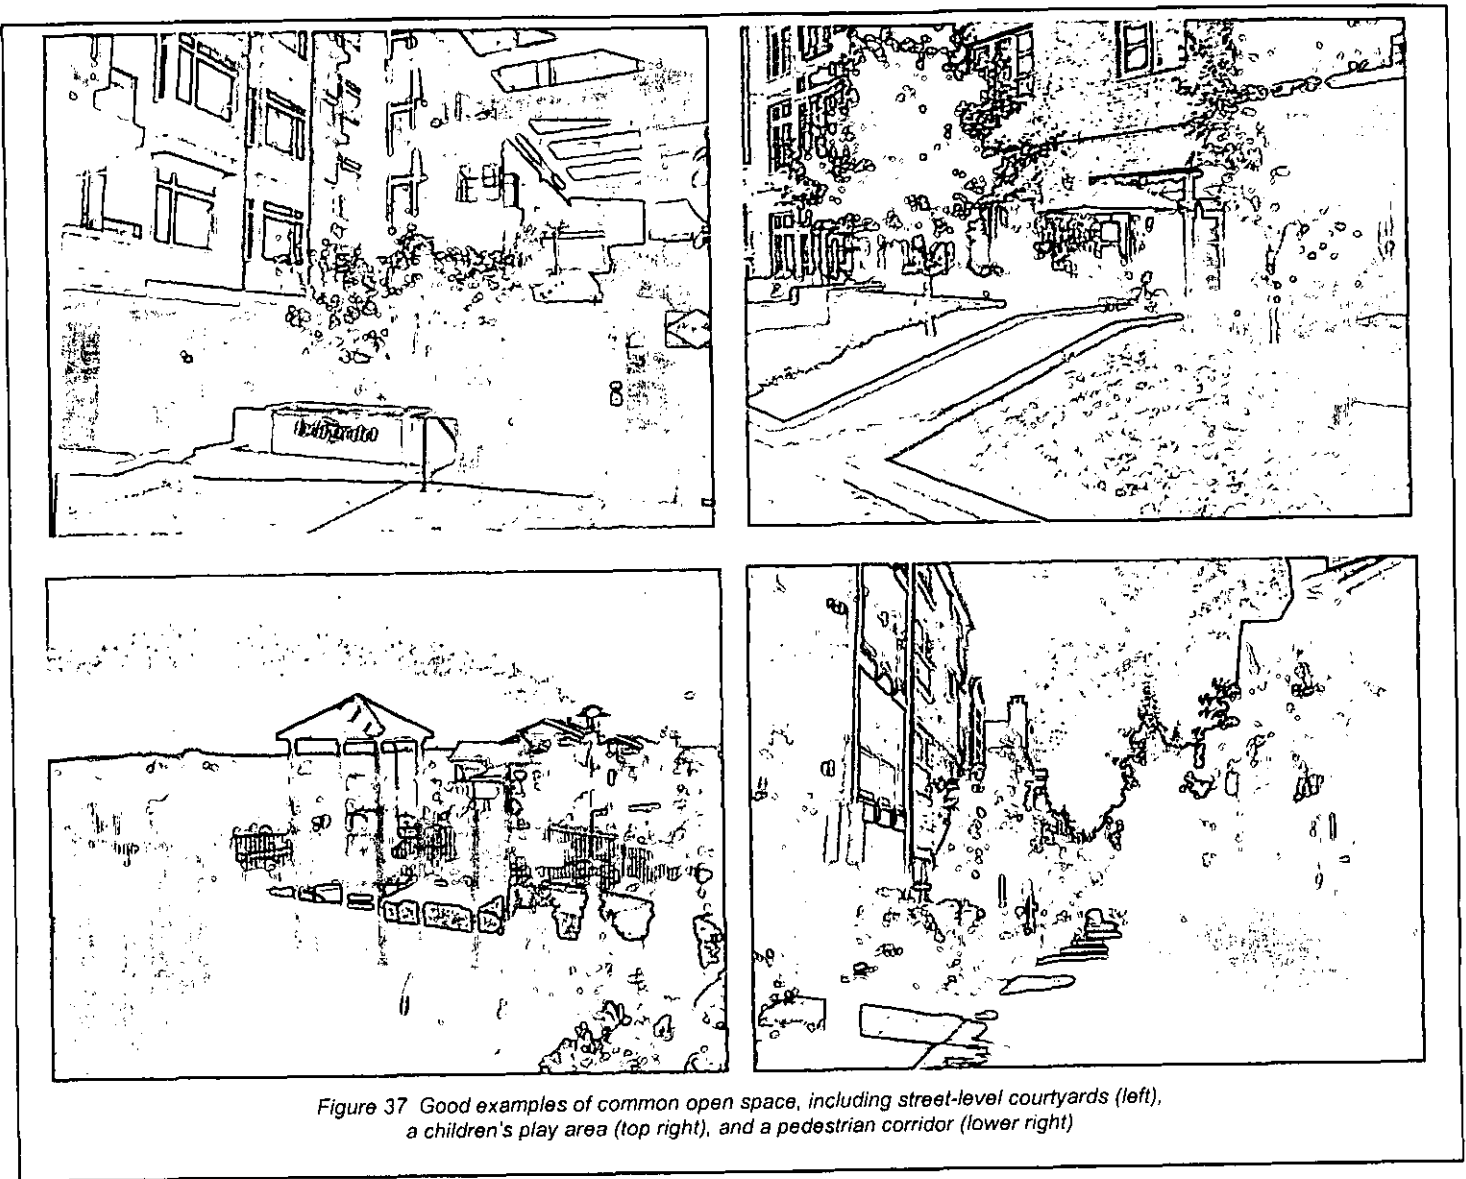 Figure 37 Good examples of common open space, including street-level courtyards (left),
a children's play area (top right), and a pedestrian corridor (lower right)